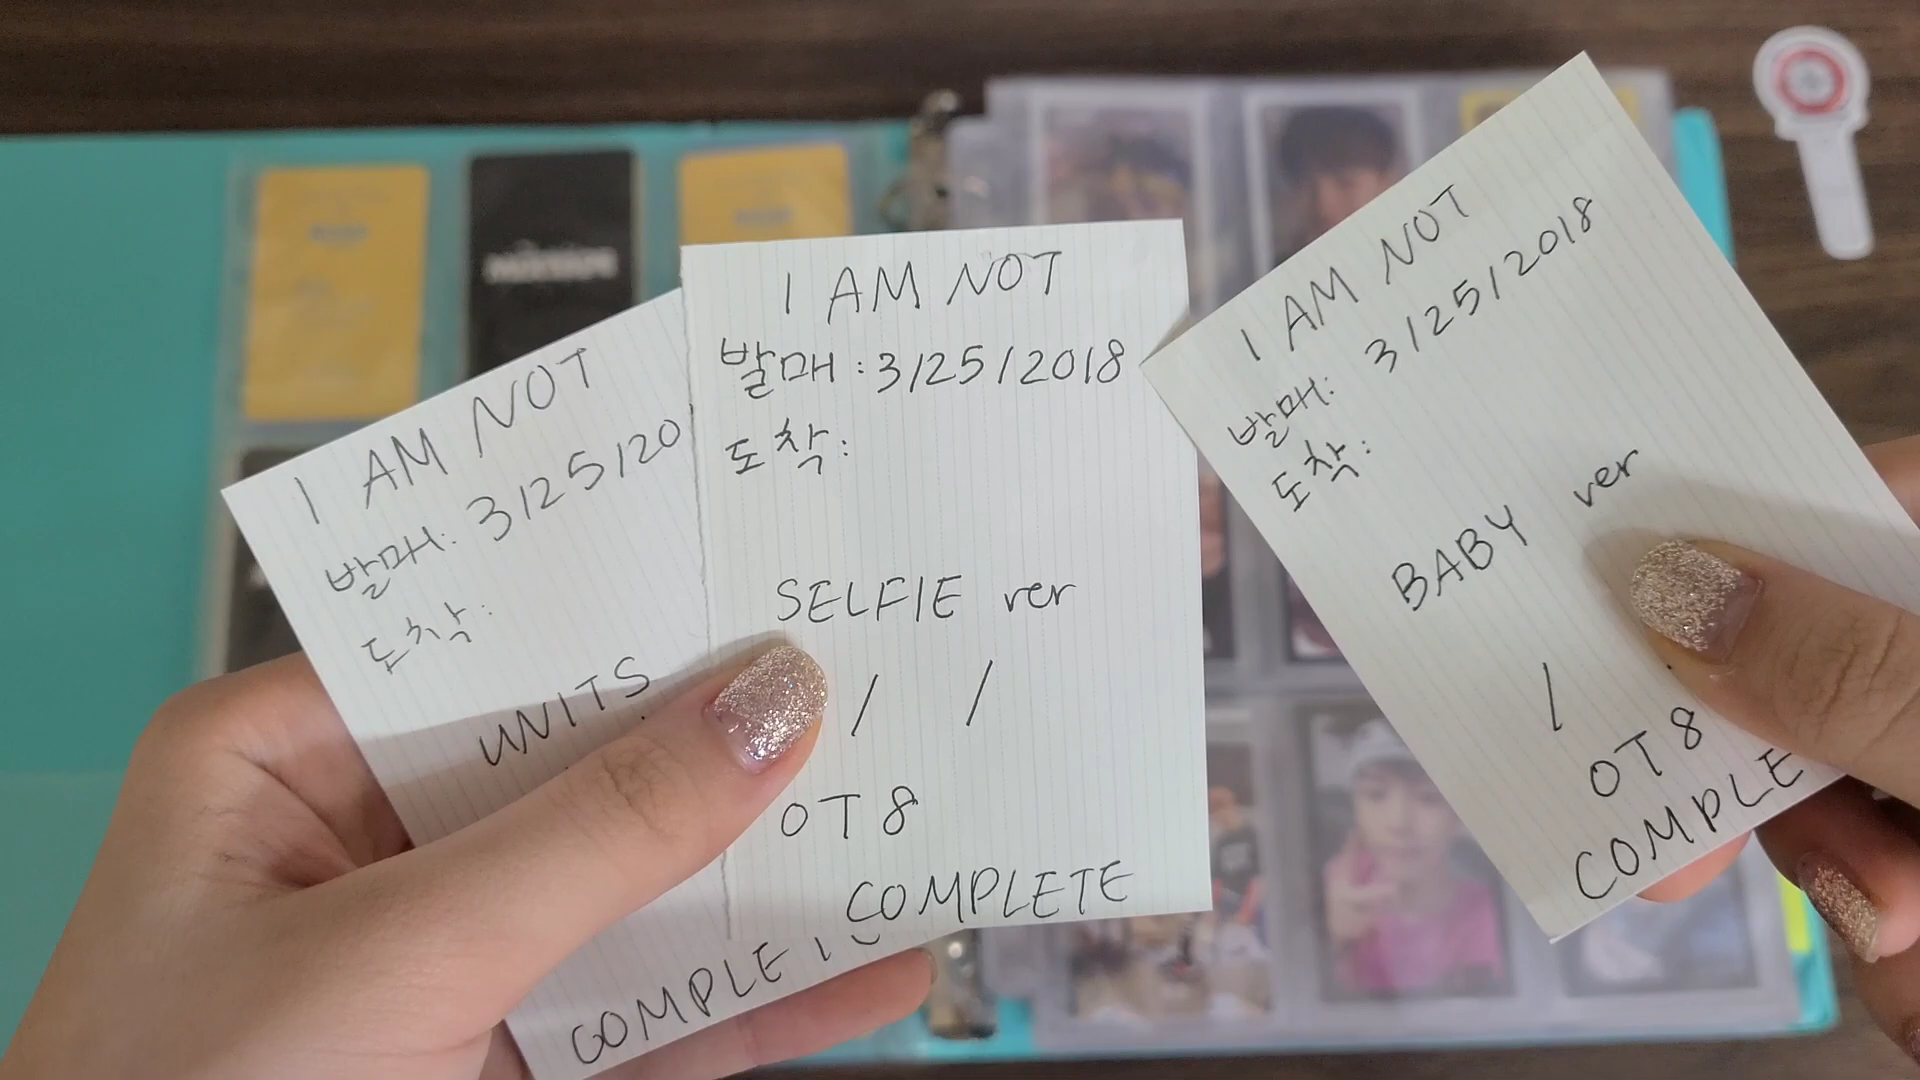 I AM NOT
발매: 3/25/20
도착:
UNITS
COMPLETE
I AM NOT
발매: 3/25/2018
도착:
SELFIE ver
/ /
OT8
COMPLETE
I AM NOT
발매: 3/25/2018
도착:
BABY ver
/
OT8
COMPLE